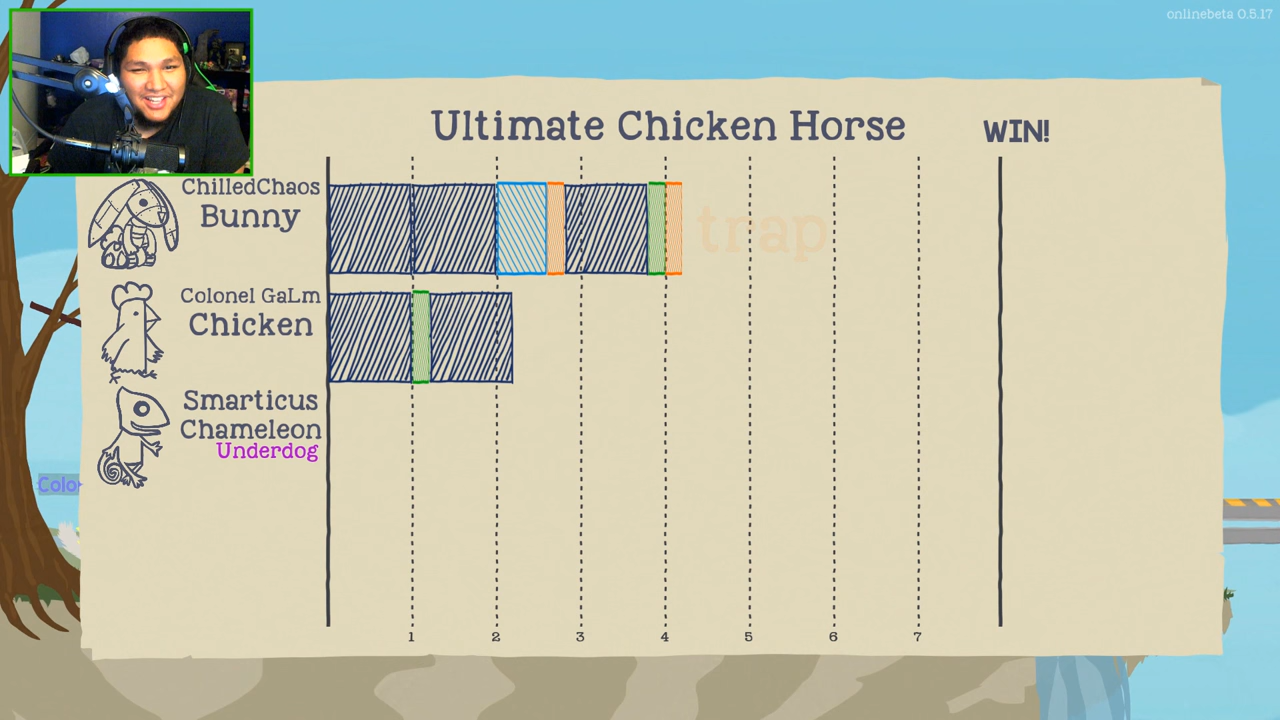 onlinebeta 0.5.17
Ultimate Chicken Horse
WIN!
ChilledChaos
Bunny
trap
Colonel GaLm
Chicken
Smarticus
Chameleon
Underdog
Colo
1 2 3 4 5 6 7